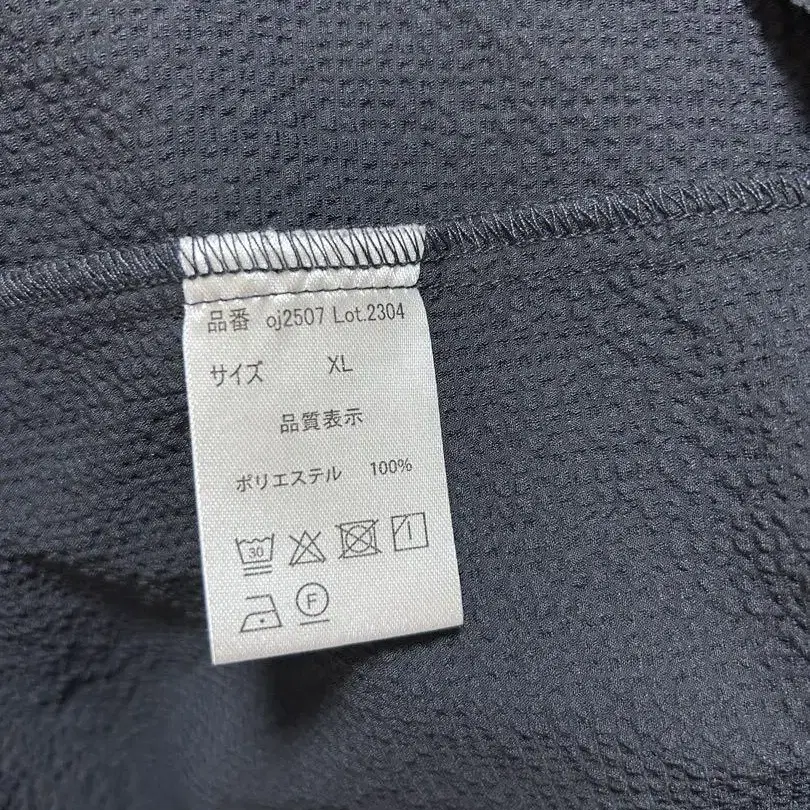 品番 oj2507 Lot.2304
サイズ XL
品質表示
ポリエステル 100%
30
F